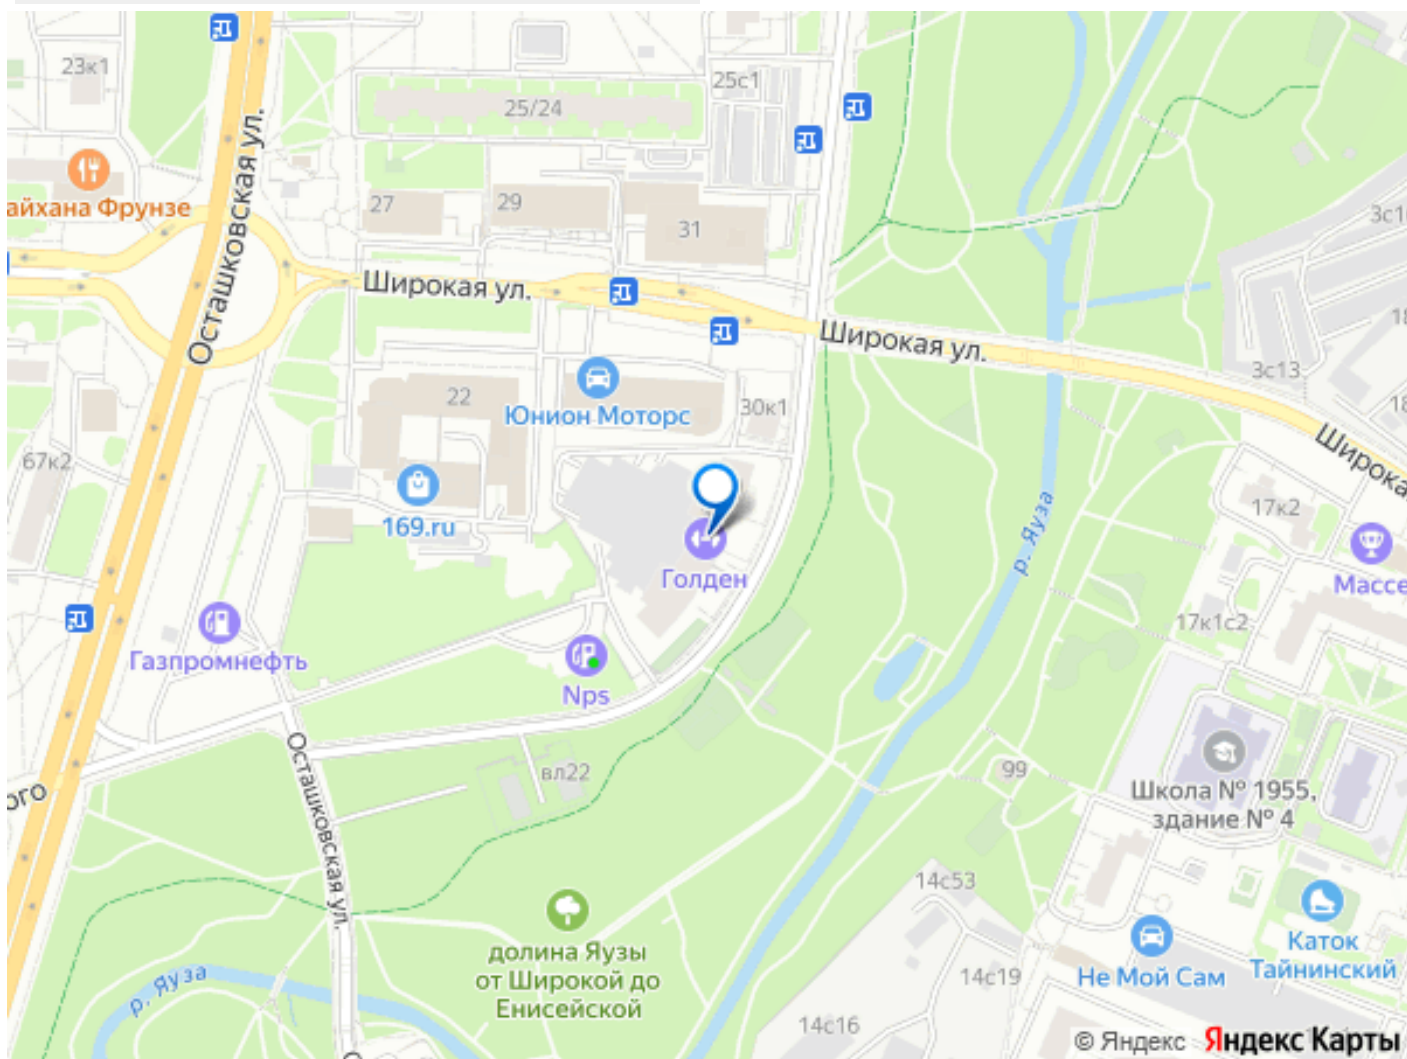 23к1
25с1
25/24
Осташковская ул.
айхана Фрунзе
27
29
31
3с1
Широкая ул.
Широкая ул.
3с13
18
18
22
Юнион Моторс
30к1
Широка
67к2
169.ru
17к2
р. Яуза
Голден
Массе
17к1с2
Газпромнефть
Nps
ого
Осташковская ул.
вл22
99
Школа № 1955,
здание № 4
14с53
долина Яузы
от Широкой до
Енисейской
р. Яуза
Каток
Тайнинский
Не Мой Сам
14с19
14с16
© Яндекс Яндекс Карты